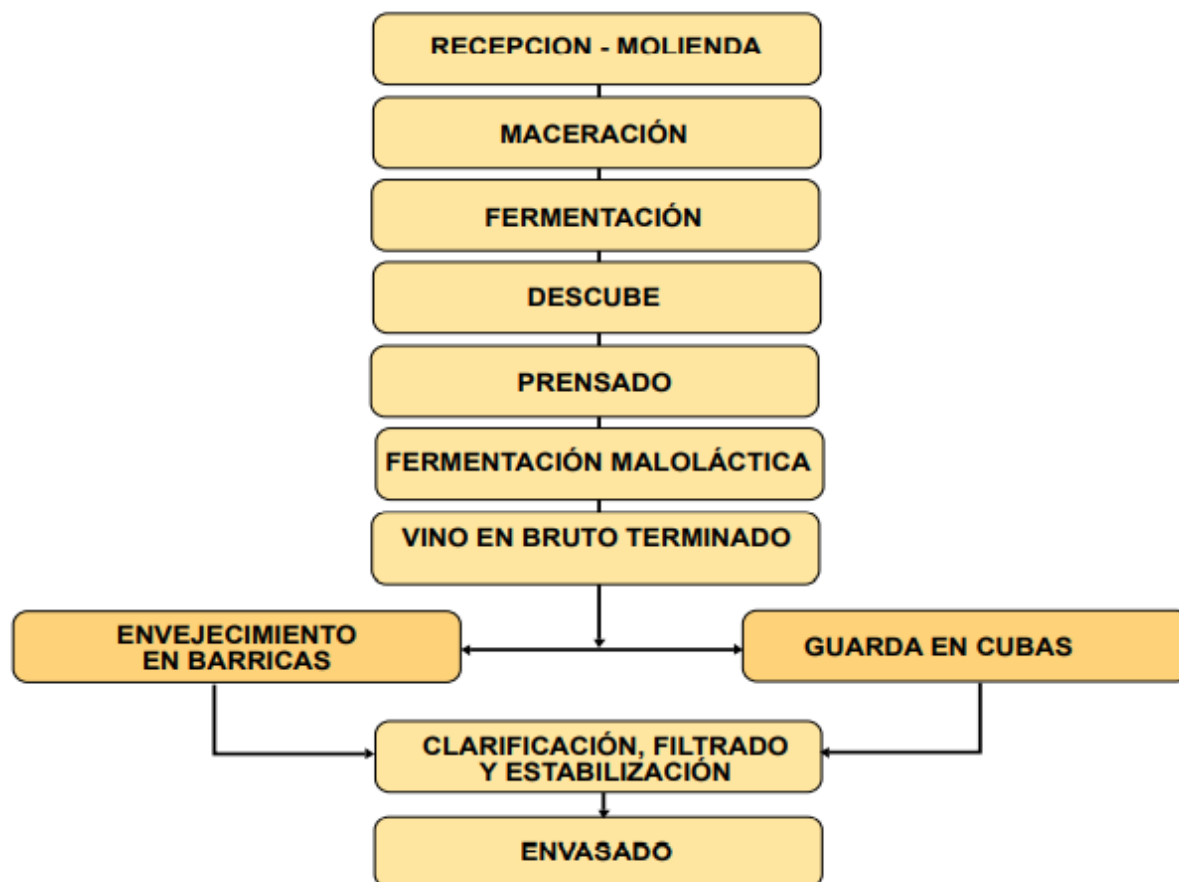 RECEPCION - MOLIENDA
MACERACIÓN
FERMENTACIÓN
DESCUBE
PRENSADO
FERMENTACIÓN MALOLÁCTICA
VINO EN BRUTO TERMINADO
ENVEJECIMIENTO
EN BARRICAS
GUARDA EN CUBAS
CLARIFICACIÓN, FILTRADO
Y ESTABILIZACIÓN
ENVASADO